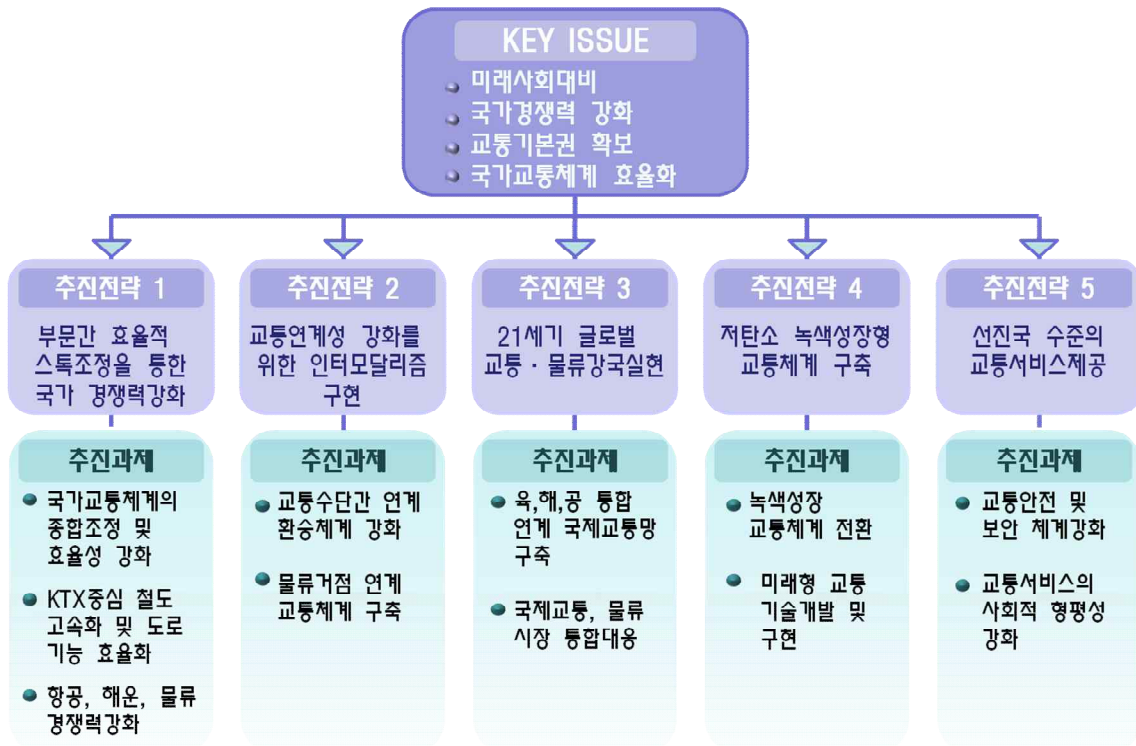 KEY ISSUE
미래사회대비
국가경쟁력 강화
교통기본권 확보
국가교통체계 효율화
추진전략 1
부문간 효율적
스톡조정을 통한
국가 경쟁력강화
추진과제
국가교통체계의
종합조정 및
효율성 강화
KTX중심 철도
고속화 및 도로
기능 효율화
항공, 해운, 물류
경쟁력강화
추진전략 2
교통연계성 강화를
위한 인터모달리즘
구현
추진과제
교통수단간 연계
환승체계 강화
물류거점 연계
교통체계 구축
추진전략 3
21세기 글로벌
교통·물류강국실현
추진과제
육,해,공 통합
연계 국제교통망
구축
국제교통, 물류
시장 통합대응
추진전략 4
저탄소 녹색성장형
교통체계 구축
추진과제
녹색성장
교통체계 전환
미래형 교통
기술개발 및
구현
추진전략 5
선진국 수준의
교통서비스제공
추진과제
교통안전 및
보안 체계강화
교통서비스의
사회적 형평성
강화